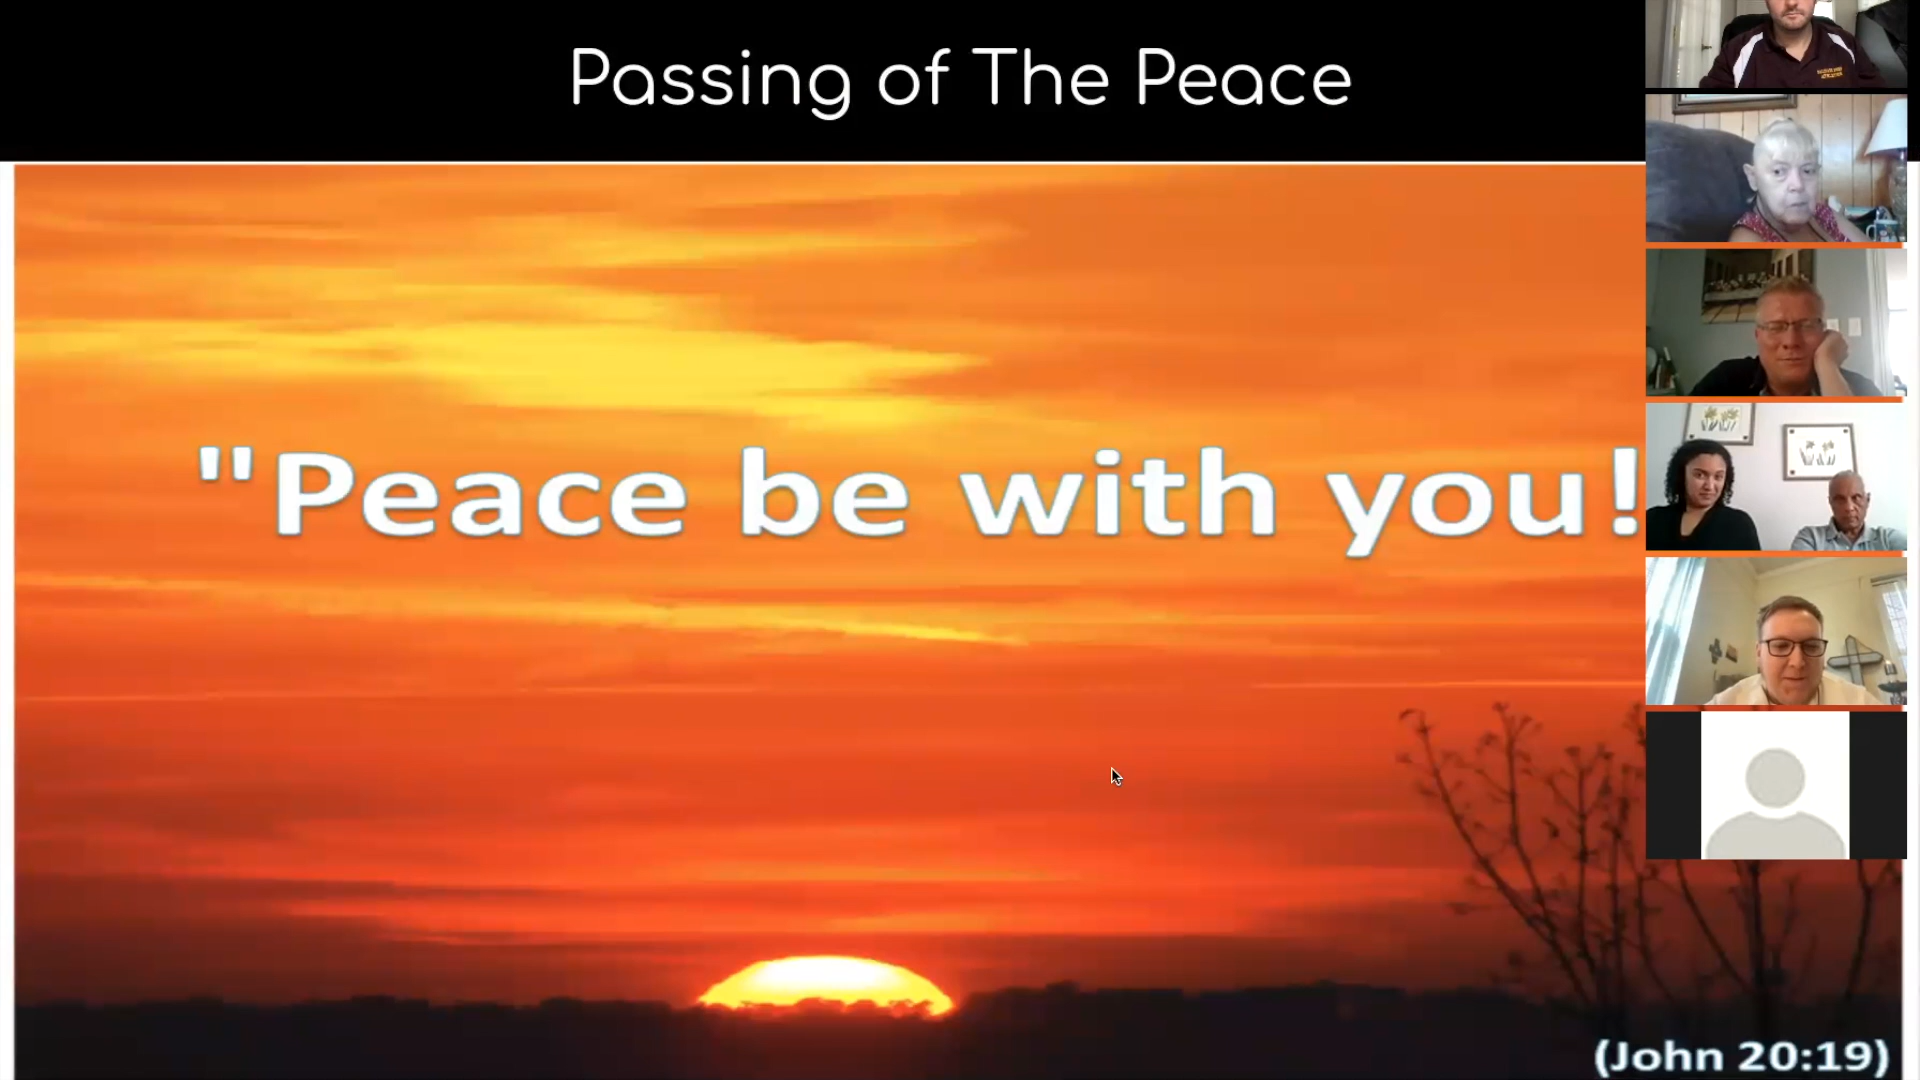 Passing of The Peace
"Peace be with you!
(John 20:19)